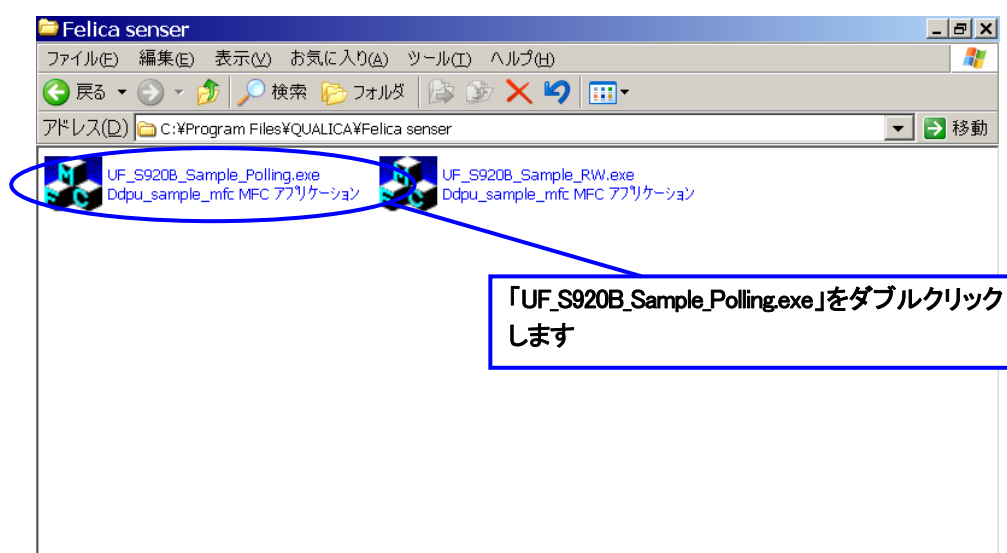 Felica senser
ファイル(E) 編集(E) 表示(V) お気に入り(A) ツール(T) ヘルプ(H)
戻る 検索 フォルダ
アドレス(D) C:¥Program Files¥QUALICA¥Felica senser 移動
UF_S920B_Sample_Polling.exe UF_S920B_Sample_RW.exe
Ddpu_sample_mfc MFC アプリケーション Ddpu_sample_mfc MFC アプリケーション
「UF_S920B_Sample_Polling.exe」をダブルクリック
します